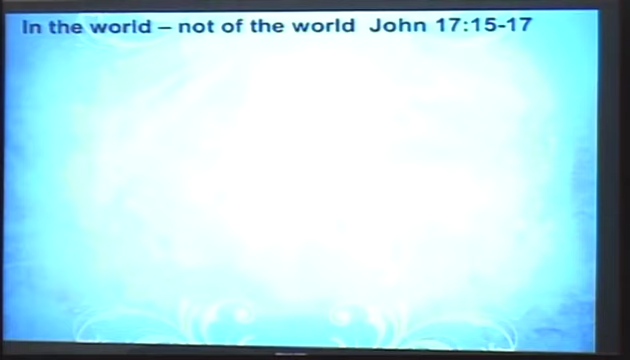 In the world – not of the world John 17:15-17